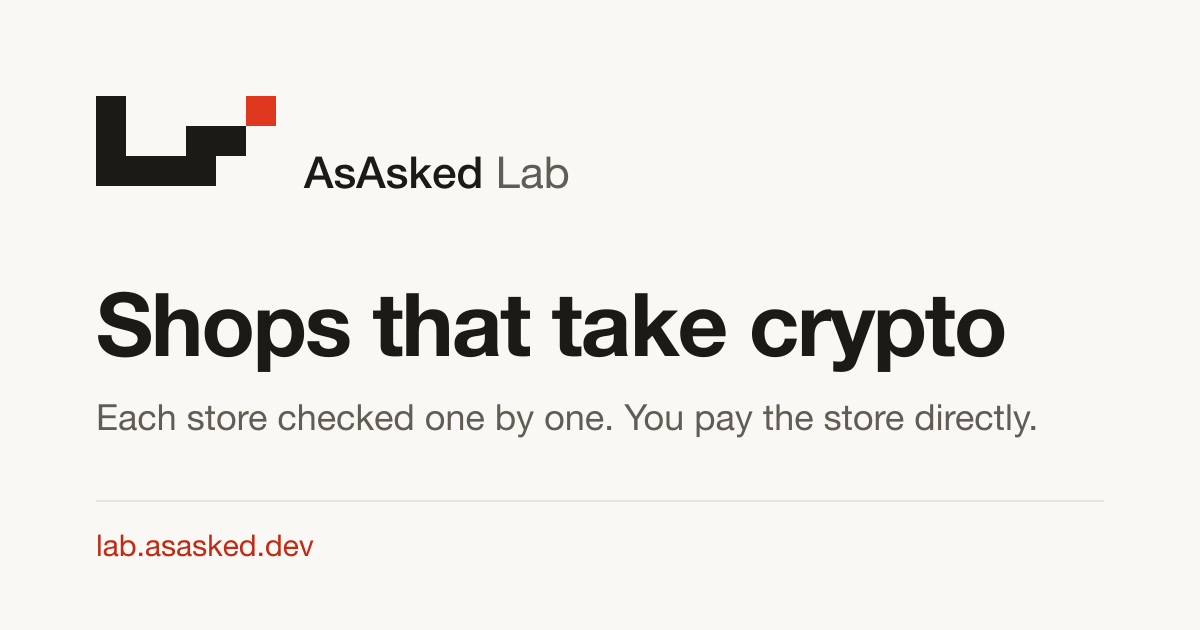 AsAsked Lab
Shops that take crypto
Each store checked one by one. You pay the store directly.
lab.asasked.dev